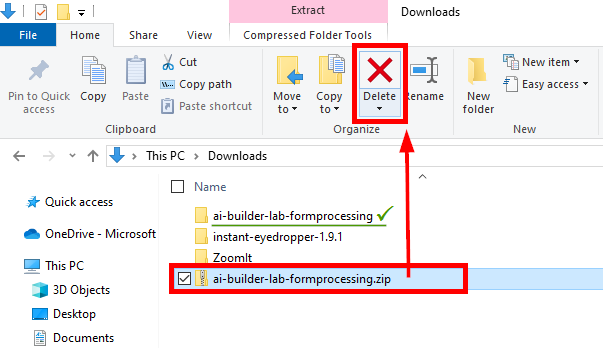 Extract
Downloads
File
Home
Share
View
Compressed Folder Tools
Pin to Quick
access
Copy
Paste
Cut
Copy path
Paste shortcut
Clipboard
Move
to
Copy
to
Delete
Rename
Organize
New
folder
New item
Easy access
New
This PC
Downloads
Name
Quick access
OneDrive - Microsoft
This PC
3D Objects
Desktop
Documents
ai-builder-lab-formprocessing
instant-eyedropper-1.9.1
ZoomIt
ai-builder-lab-formprocessing.zip